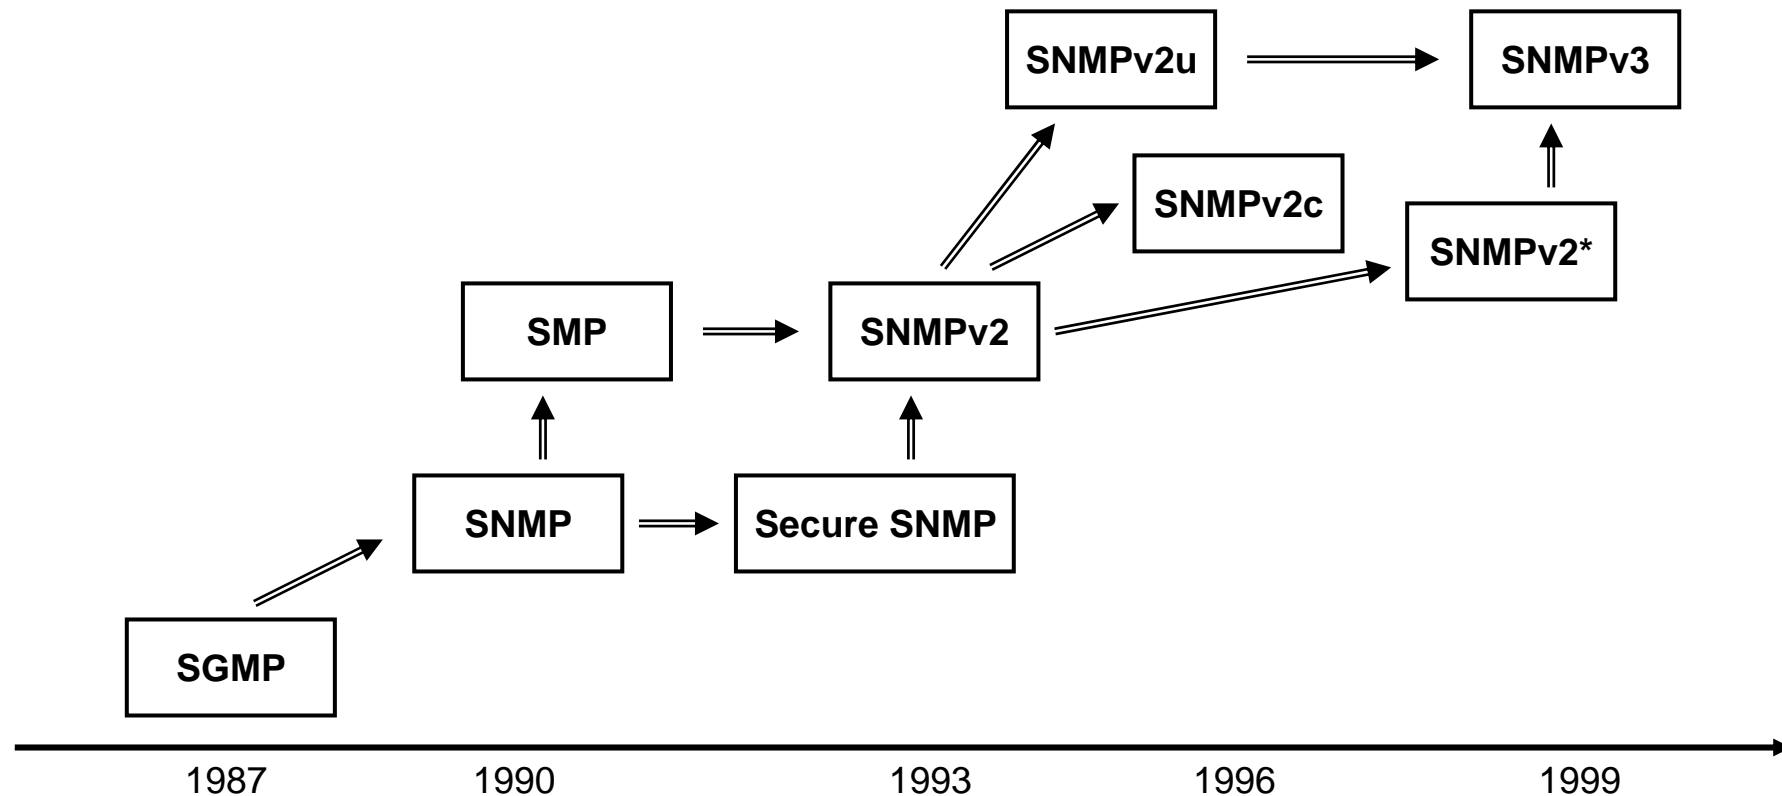 SNMPv2u
SNMPv3
SNMPv2c
SNMPv2*
SMP
SNMPv2
SNMP
Secure SNMP
SGMP
1987
1990
1993
1996
1999